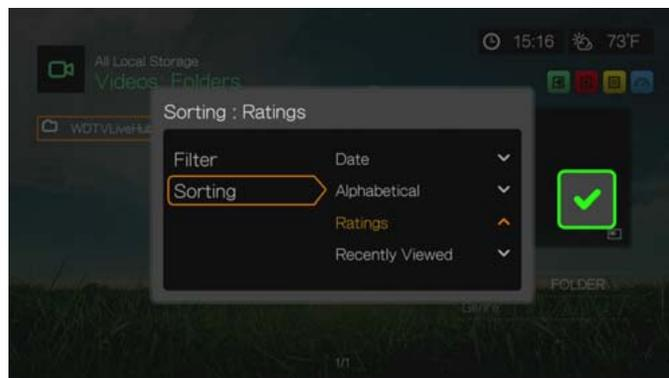 15:16 73°F
All Local Storage
Videos: Folders
WDTVLiveHub
Sorting : Ratings
Filter
Sorting
Date
Alphabetical
Ratings
Recently Viewed
FOLDER
Genre
1/1